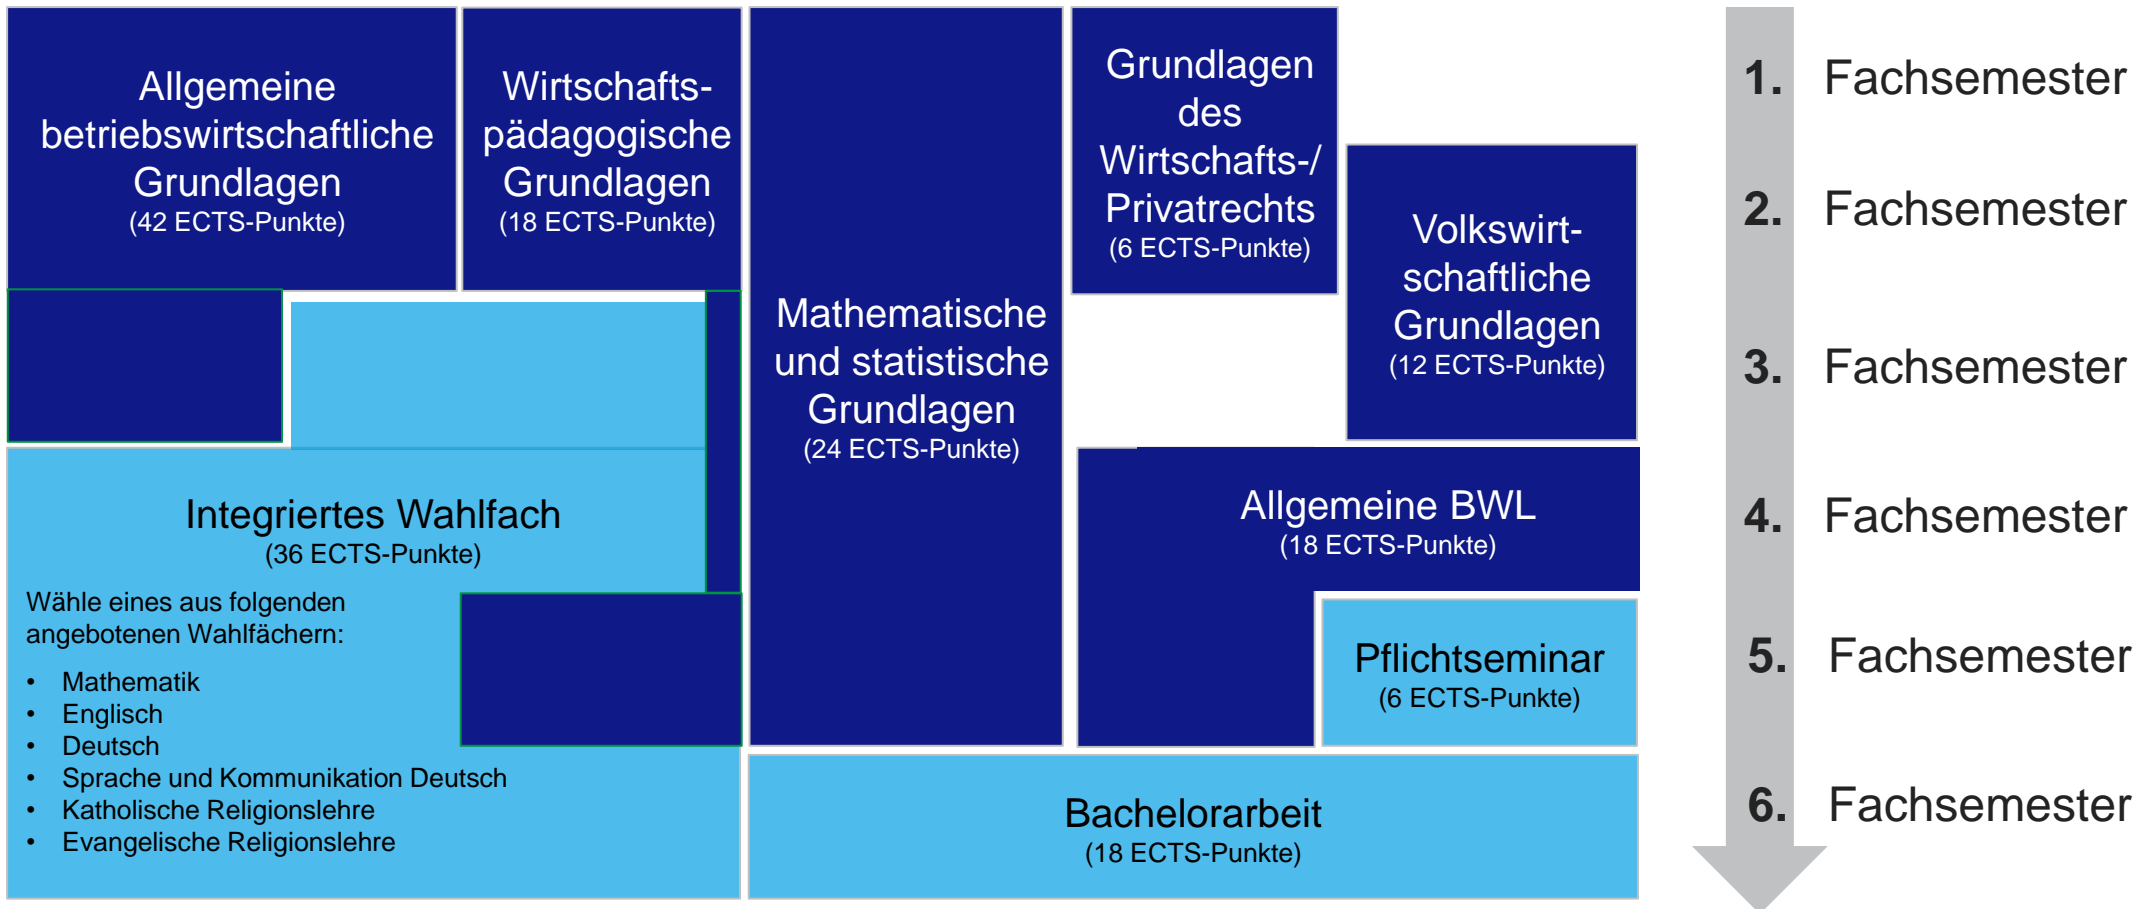 Allgemeine
betriebswirtschaftliche
Grundlagen
(42 ECTS-Punkte)
Wirtschafts-
pädagogische
Grundlagen
(18 ECTS-Punkte)
Mathematische
und statistische
Grundlagen
(24 ECTS-Punkte)
Grundlagen
des
Wirtschafts-/
Privatrechts
(6 ECTS-Punkte)
Volkswirt-
schaftliche
Grundlagen
(12 ECTS-Punkte)
Integriertes Wahlfach
(36 ECTS-Punkte)
Wähle eines aus folgenden
angebotenen Wahlfächern:
• Mathematik
• Englisch
• Deutsch
• Sprache und Kommunikation Deutsch
• Katholische Religionslehre
• Evangelische Religionslehre
Allgemeine BWL
(18 ECTS-Punkte)
Pflichtseminar
(6 ECTS-Punkte)
Bachelorarbeit
(18 ECTS-Punkte)
1. Fachsemester
2. Fachsemester
3. Fachsemester
4. Fachsemester
5. Fachsemester
6. Fachsemester